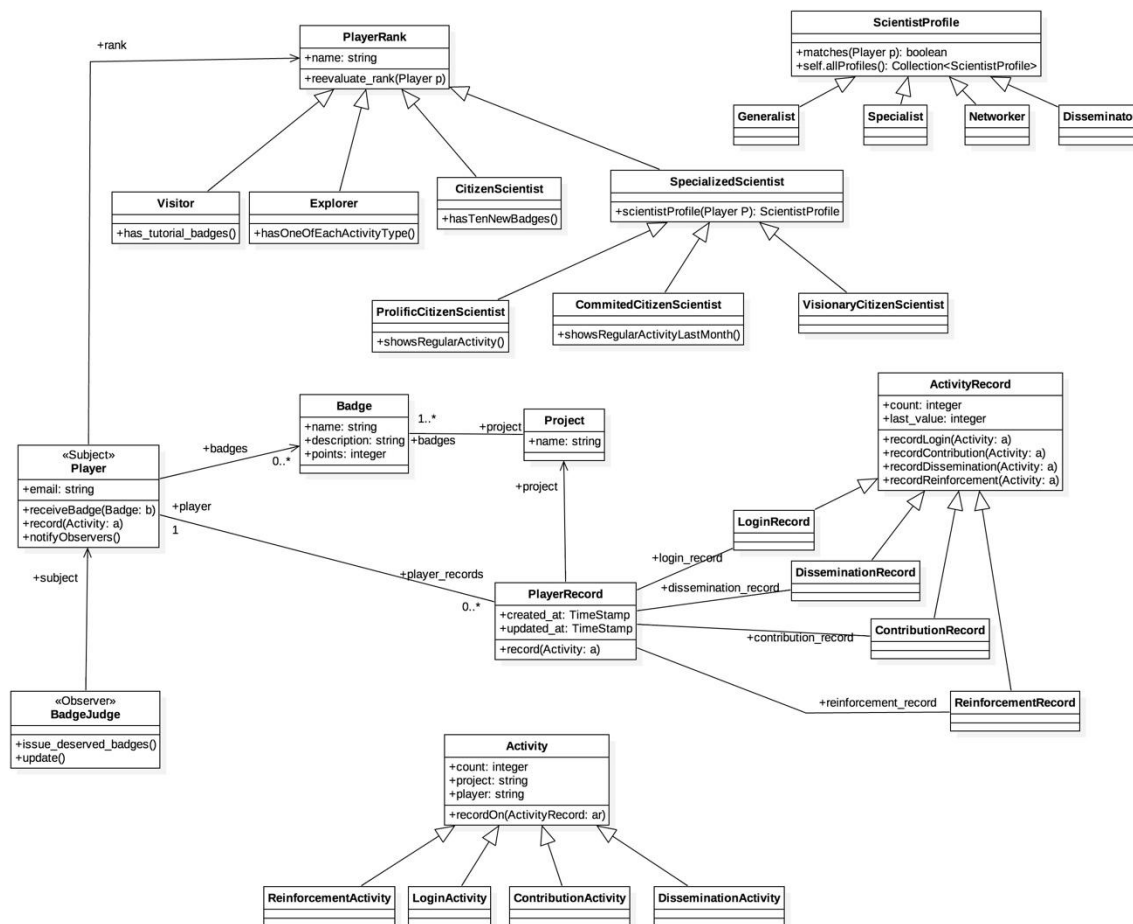 PlayerRank
+name: string
+reevaluate_rank(Player p)
+rank
ScientistProfile
+matches(Player p): boolean
+self.allProfiles(): Collection<ScientistProfile>
Generalist
Specialist
Networker
Disseminato
Visitor
+has_tutorial_badges()
Explorer
+hasOneOfEachActivityType()
CitizenScientist
+hasTenNewBadges()
SpecializedScientist
+scientistProfile(Player P): ScientistProfile
ProlificCitizenScientist
+showsRegularActivity()
CommitedCitizenScientist
+showsRegularActivityLastMonth()
VisionaryCitizenScientist
ActivityRecord
+count: integer
+last_value: integer
+recordLogin(Activity: a)
+recordContribution(Activity: a)
+recordDissemination(Activity: a)
+recordReinforcement(Activity: a)
Badge
+name: string
+description: string
+points: integer
1..*
+badges
+project
Project
+name: string
+badges
0..*
«Subject»
Player
+email: string
+receiveBadge(Badge: b)
+record(Activity: a)
+notifyObservers()
+player
1
+project
+player_records
0..*
PlayerRecord
+created_at: TimeStamp
+updated_at: TimeStamp
+record(Activity: a)
LoginRecord
+login_record
DisseminationRecord
+dissemination_record
ContributionRecord
+contribution_record
ReinforcementRecord
+reinforcement_record
+subject
«Observer»
BadgeJudge
+issue_deserved_badges()
+update()
Activity
+count: integer
+project: string
+player: string
+recordOn(ActivityRecord: ar)
ReinforcementActivity
LoginActivity
ContributionActivity
DisseminationActivity